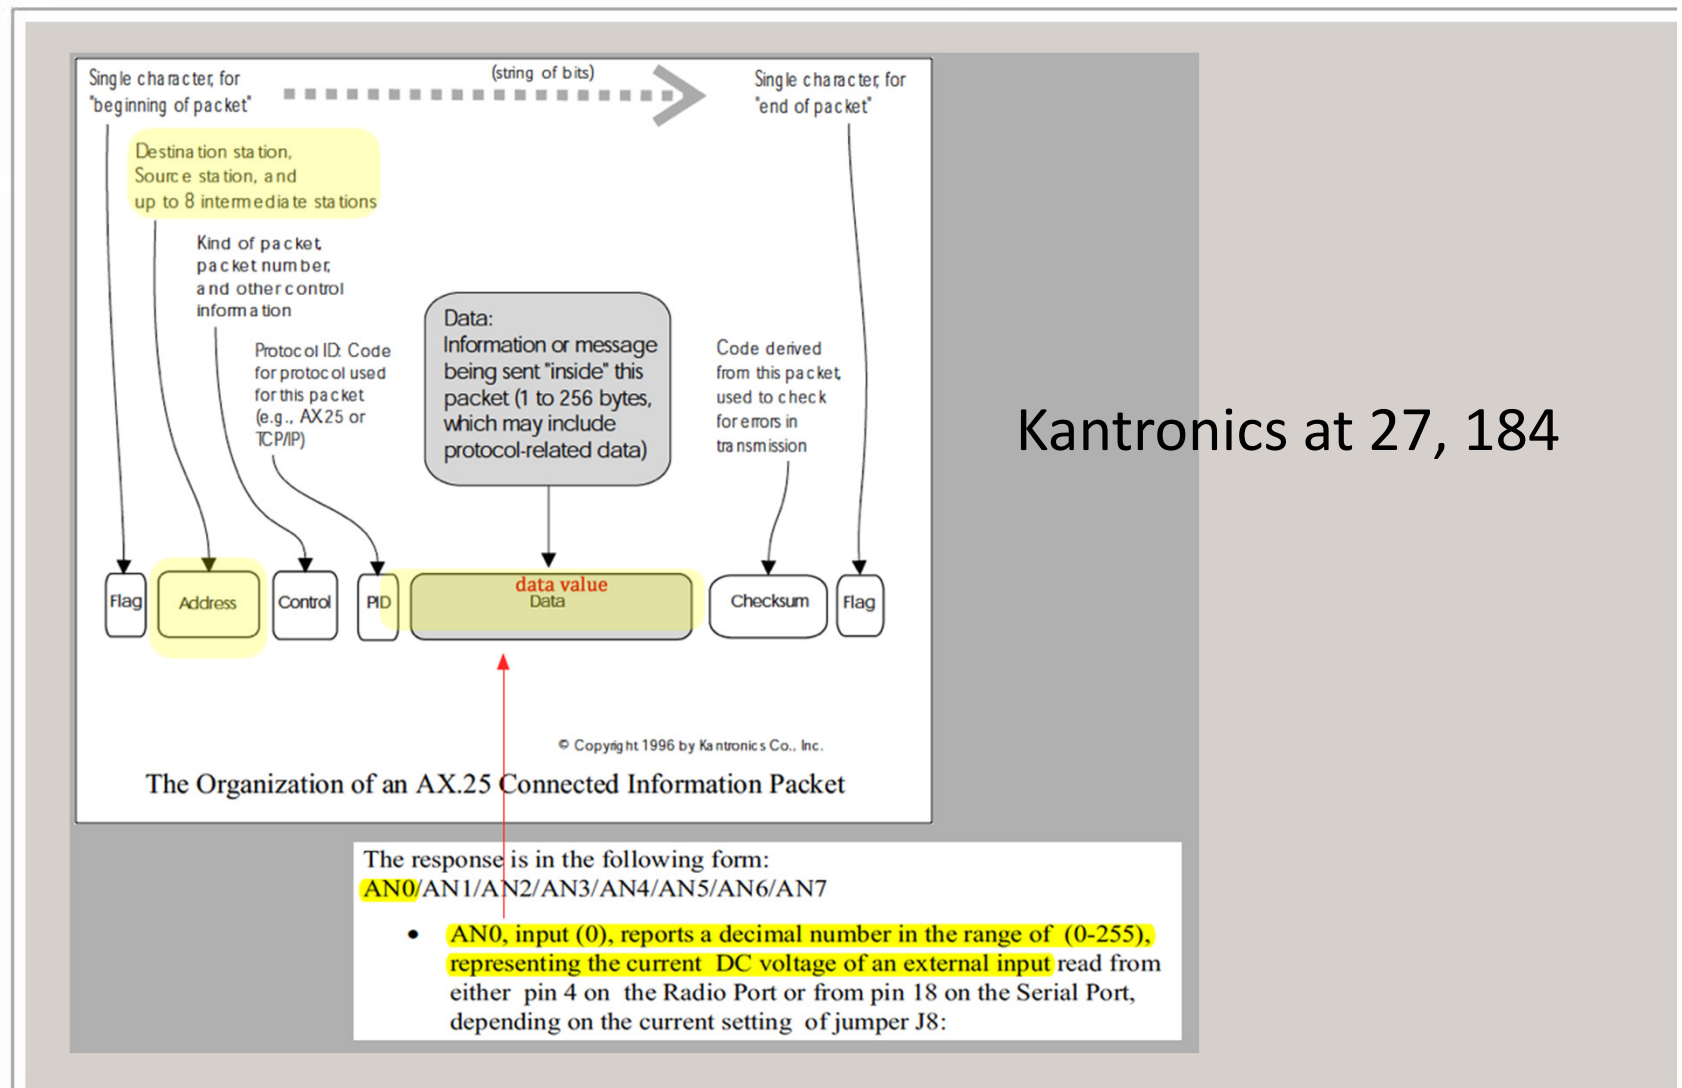 Single character, for
"beginning of packet"
(string of bits)
Single character, for
"end of packet"
Destination station,
Source station, and
up to 8 intermediate stations
Kind of packet,
packet number,
and other control
information
Protocol ID: Code
for protocol used
for this packet
(e.g., AX.25 or
TCP/IP)
Data:
Information or message
being sent "inside" this
packet (1 to 256 bytes,
which may include
protocol-related data)
Code derived
from this packet,
used to check
for errors in
transmission
Flag
Address
Control
PID
data value
Data
Checksum
Flag
© Copyright 1996 by Kantronics Co., Inc.
The Organization of an AX.25 Connected Information Packet
Kantronics at 27, 184
The response is in the following form:
AN0/AN1/AN2/AN3/AN4/AN5/AN6/AN7
• AN0, input (0), reports a decimal number in the range of (0-255),
representing the current DC voltage of an external input read from
either pin 4 on the Radio Port or from pin 18 on the Serial Port,
depending on the current setting of jumper J8: